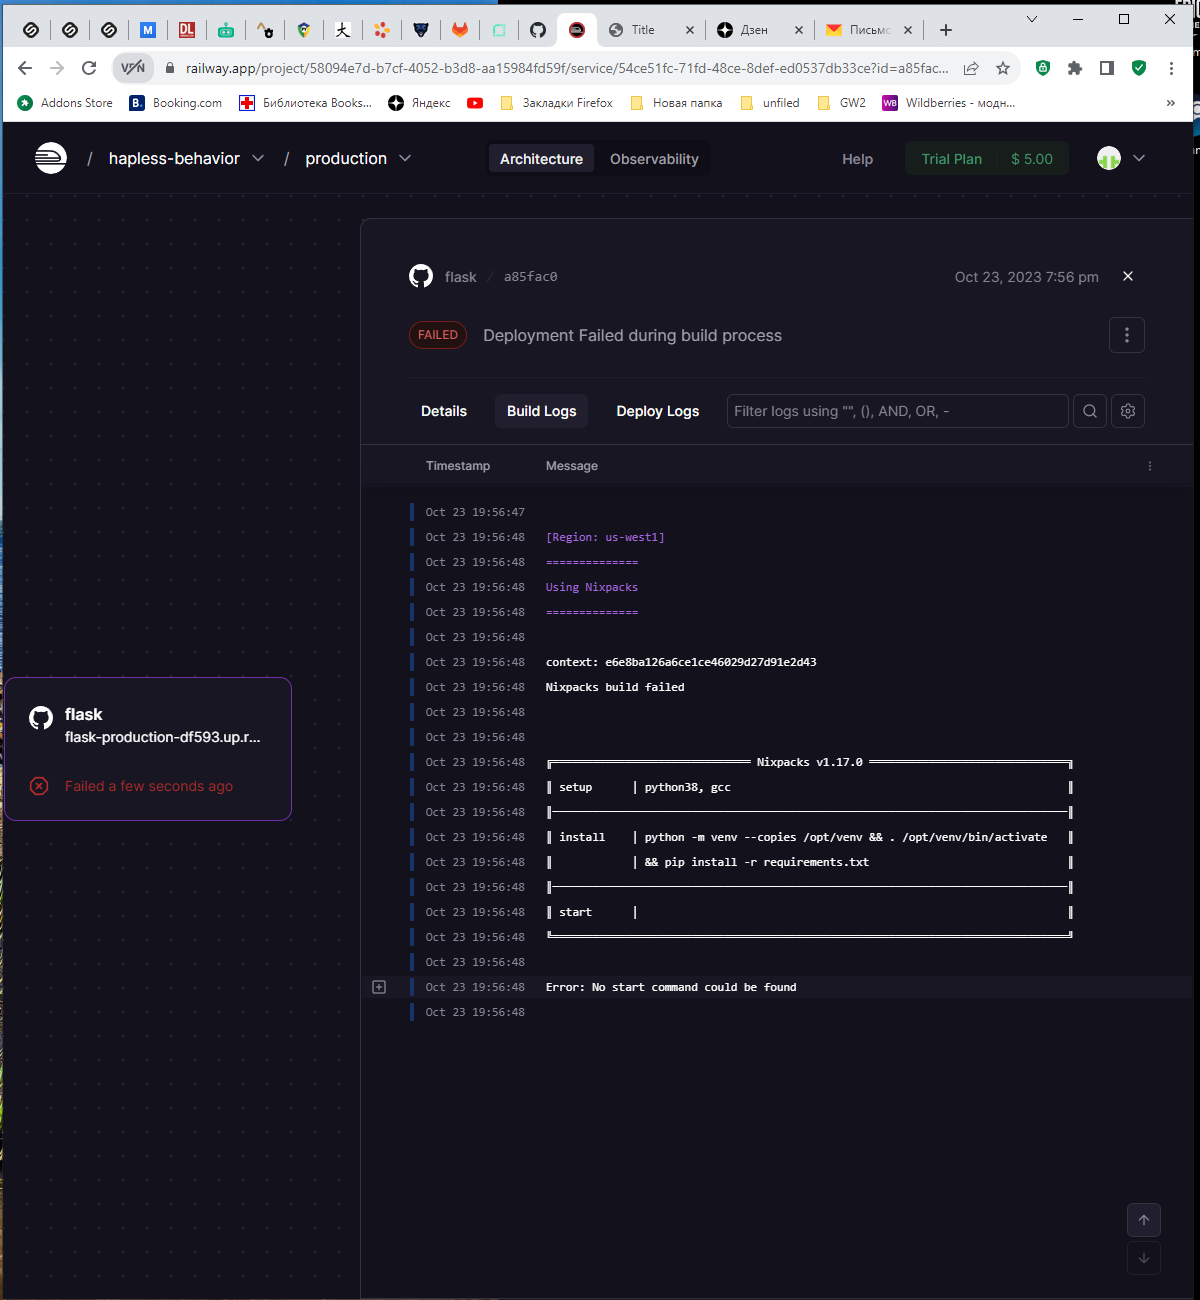 M
DL
大
Title
Дзен
Письмс
VPN
railway.app/project/58094e7d-b7cf-4052-b3d8-aa15984fd59f/service/54ce51fc-71fd-48ce-8def-ed0537db33ce?id=a85fac...
Addons Store
B.
Booking.com
Библиотека Books...
Яндекс
Закладки Firefox
Новая папка
unfiled
GW2
WB
Wildberries - модн...
»
/ hapless-behavior / production
Architecture
Observability
Help
Trial Plan
$ 5.00
flask / a85fac0
Oct 23, 2023 7:56 pm
FAILED
Deployment Failed during build process
Details
Build Logs
Deploy Logs
Filter logs using "", (), AND, OR, -
Timestamp Message
Oct 23 19:56:47
Oct 23 19:56:48 [Region: us-west1]
Oct 23 19:56:48 ==============
Oct 23 19:56:48 Using Nixpacks
Oct 23 19:56:48 ==============
Oct 23 19:56:48
Oct 23 19:56:48 context: e6e8ba126a6ce1ce46029d27d91e2d43
Oct 23 19:56:48 Nixpacks build failed
Oct 23 19:56:48
Oct 23 19:56:48
Oct 23 19:56:48 Nixpacks v1.17.0
Oct 23 19:56:48 ║ setup | python38, gcc ║
Oct 23 19:56:48
Oct 23 19:56:48 ║ install | python -m venv --copies /opt/venv && . /opt/venv/bin/activate ║
Oct 23 19:56:48 ║ | && pip install -r requirements.txt ║
Oct 23 19:56:48
Oct 23 19:56:48 ║ start | ║
Oct 23 19:56:48
Oct 23 19:56:48
Oct 23 19:56:48 Error: No start command could be found
Oct 23 19:56:48
flask
flask-production-df593.up.r...
Failed a few seconds ago